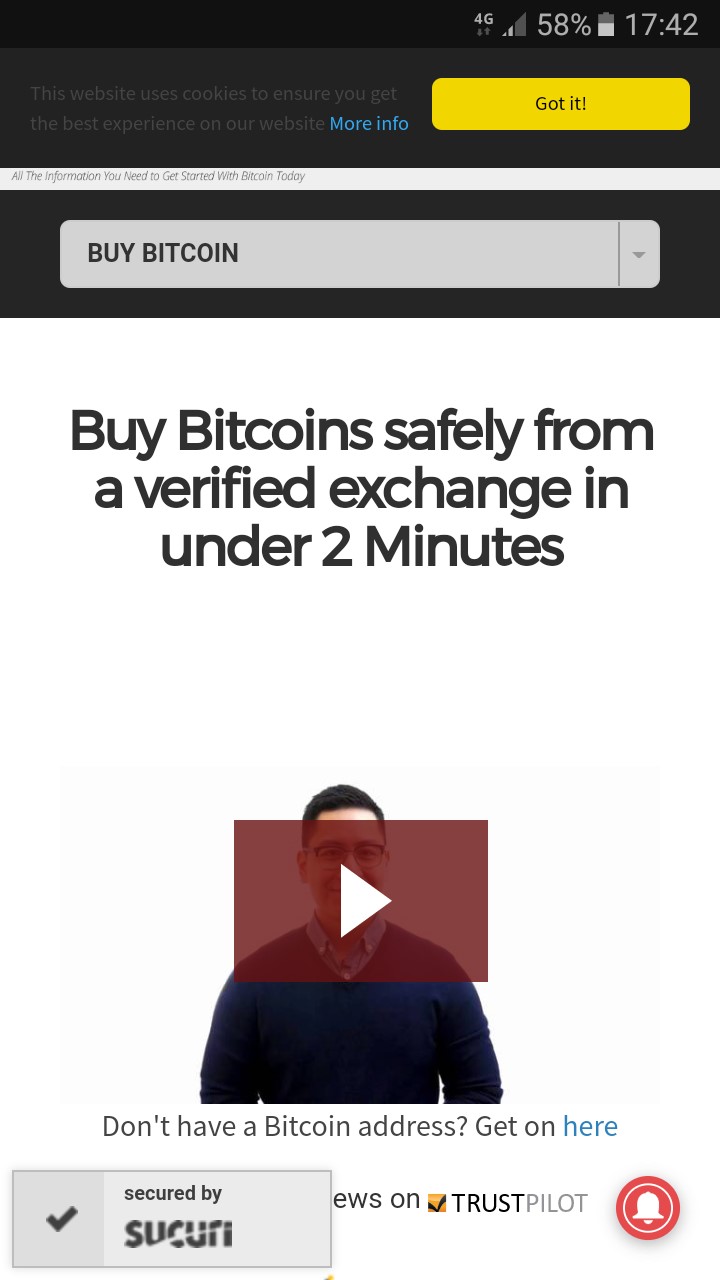 4G 58% 17:42
This website uses cookies to ensure you get
the best experience on our website More info
Got it!
All The Information You Need to Get Started With Bitcoin Today
BUY BITCOIN
Buy Bitcoins safely from
a verified exchange in
under 2 Minutes
Don't have a Bitcoin address? Get on here
ews on TRUSTPILOT
secured by
sucuri